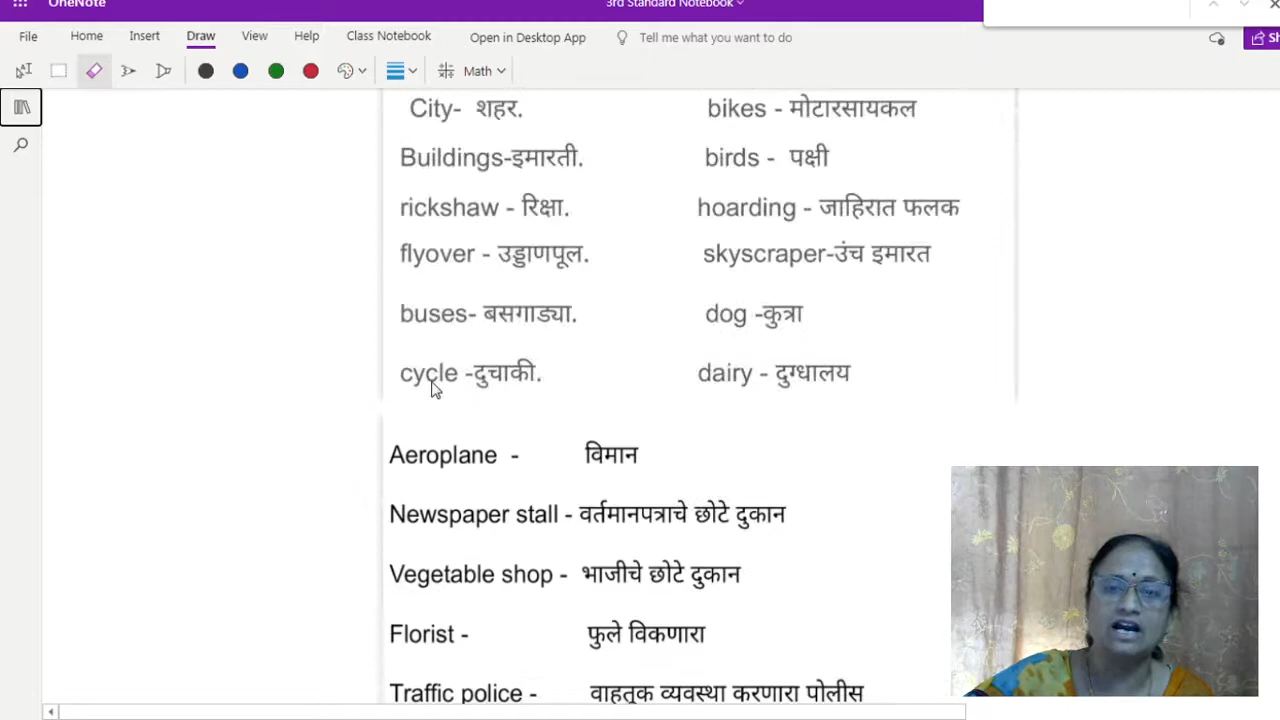 OneNote
3rd Standard Notebook
File Home Insert Draw View Help Class Notebook Open in Desktop App Tell me what you want to do
Math
City- शहर. bikes - मोटारसायकल
Buildings-इमारती. birds - पक्षी
rickshaw - रिक्षा. hoarding - जाहिरात फलक
flyover - उड्डाणपूल. skyscraper-उंच इमारत
buses- बसगाड्या. dog -कुत्रा
cycle -दुचाकी. dairy - दुग्धालय
Aeroplane - विमान
Newspaper stall - वर्तमानपत्राचे छोटे दुकान
Vegetable shop - भाजीचे छोटे दुकान
Florist - फुले विकणारा
Traffic police - वाहतूक व्यवस्था करणारा पोलीस